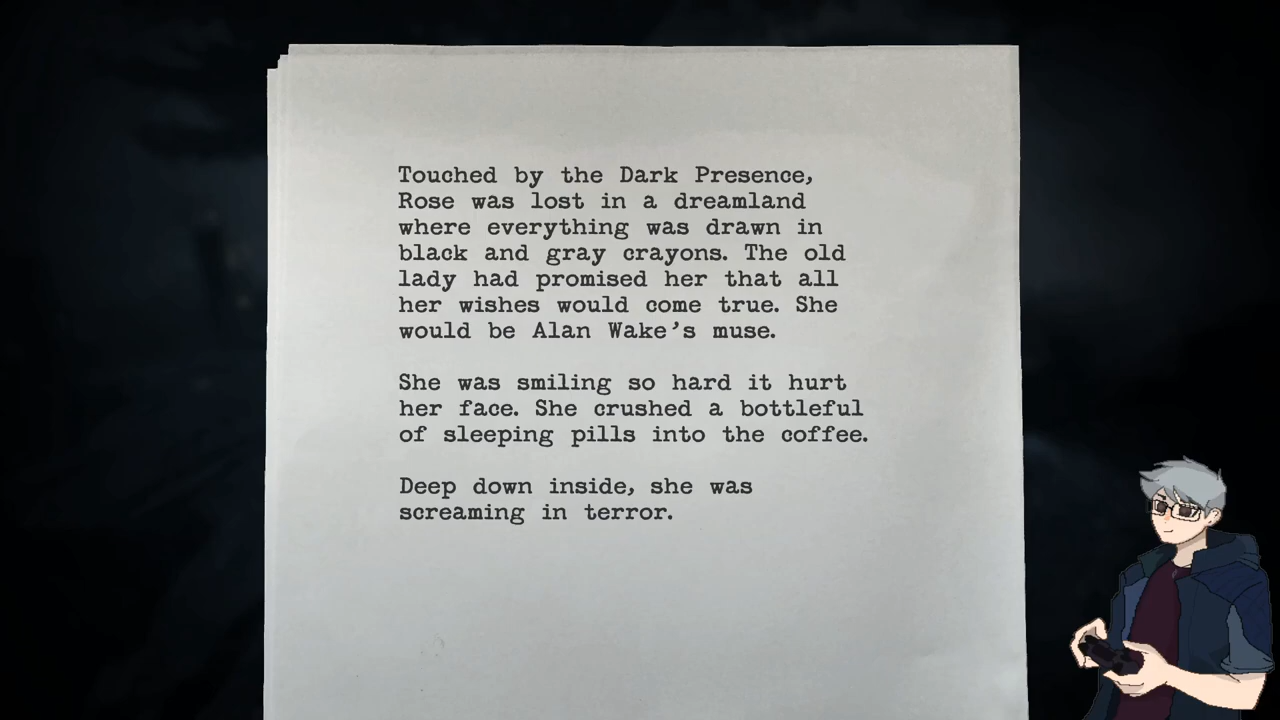 Touched by the Dark Presence,
Rose was lost in a dreamland
where everything was drawn in
black and gray crayons. The old
lady had promised her that all
her wishes would come true. She
would be Alan Wake’s muse.
She was smiling so hard it hurt
her face. She crushed a bottleful
of sleeping pills into the coffee.
Deep down inside, she was
screaming in terror.